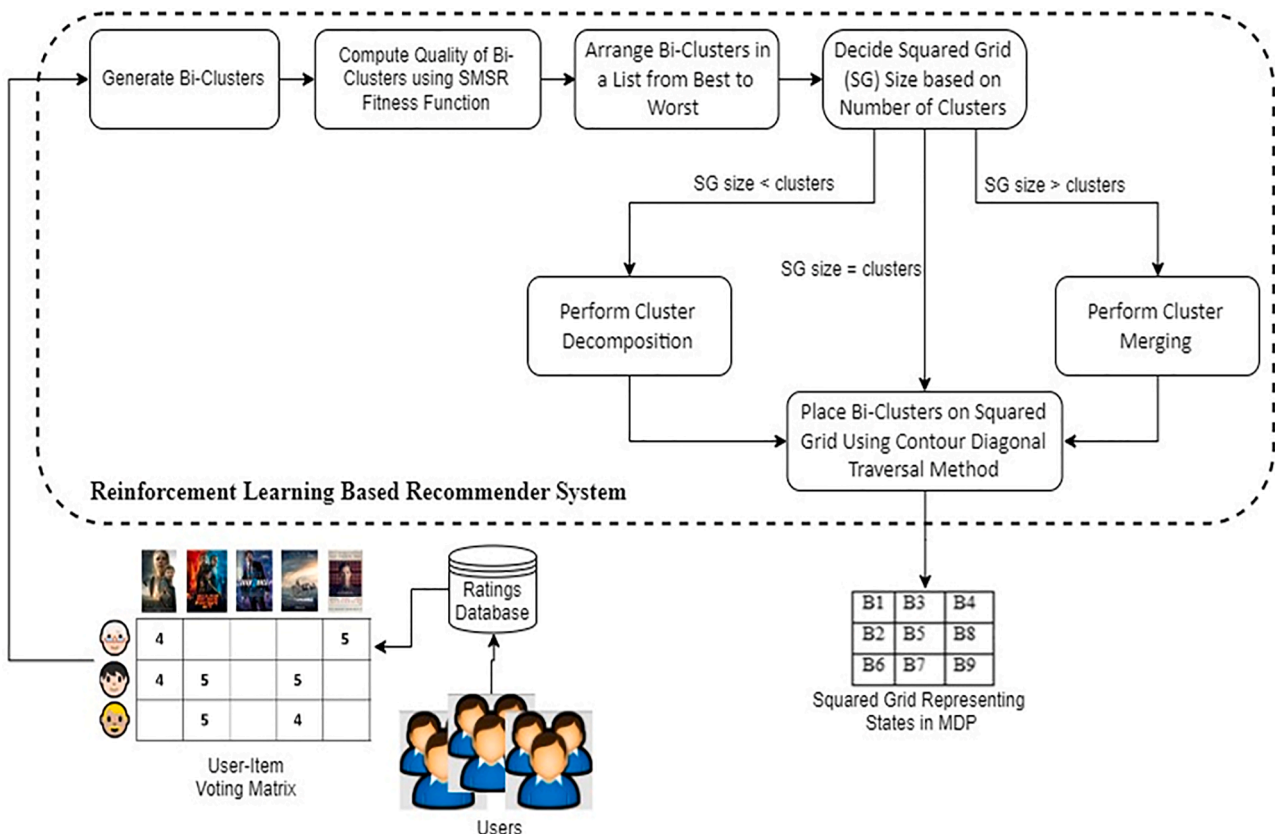 Generate Bi-Clusters
Compute Quality of Bi-
Clusters using SMSR
Fitness Function
Arrange Bi-Clusters in
a List from Best to
Worst
Decide Squared Grid
(SG) Size based on
Number of Clusters
SG size < clusters
SG size = clusters
SG size > clusters
Perform Cluster
Decomposition
Perform Cluster
Merging
Place Bi-Clusters on Squared
Grid Using Contour Diagonal
Traversal Method
Reinforcement Learning Based Recommender System
Ratings
Database
4 5
4 5 5
5 4
User-Item
Voting Matrix
Users
B1 B3 B4
B2 B5 B8
B6 B7 B9
Squared Grid Representing
States in MDP